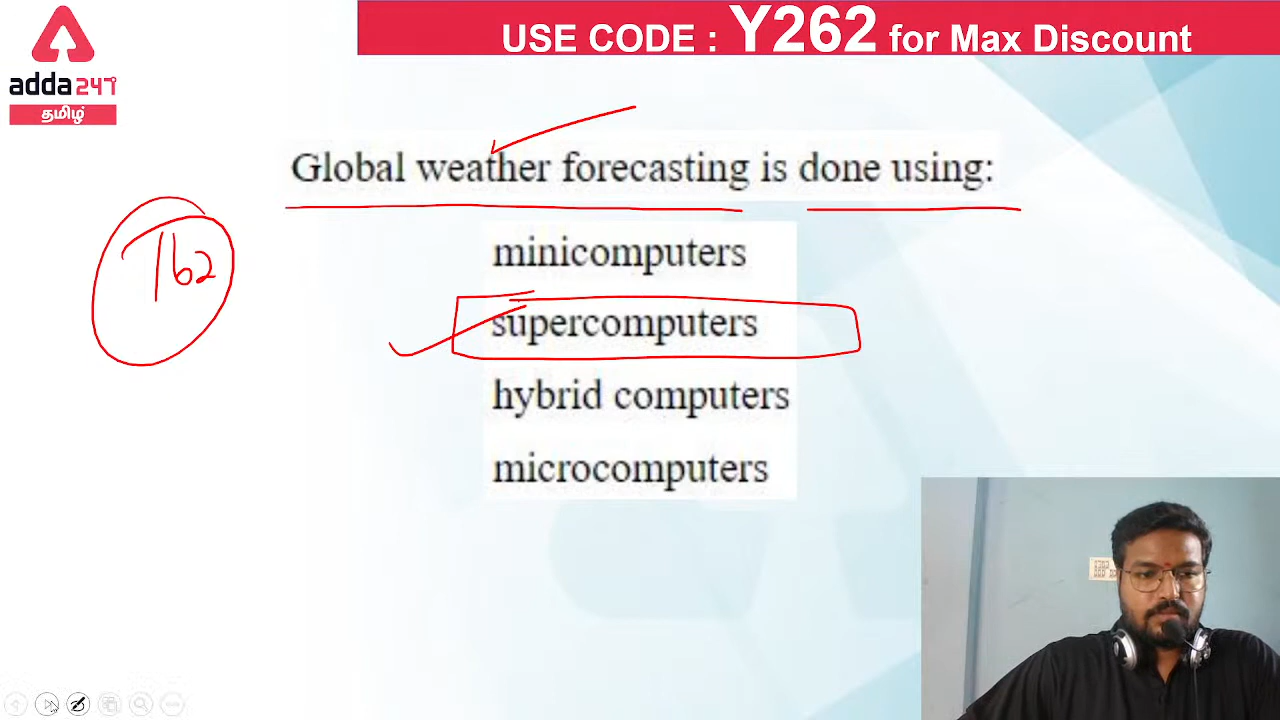 USE CODE : Y262 for Max Discount
adda247
தமிழ்
Global weather forecasting is done using:
T62
minicomputers
supercomputers
hybrid computers
microcomputers